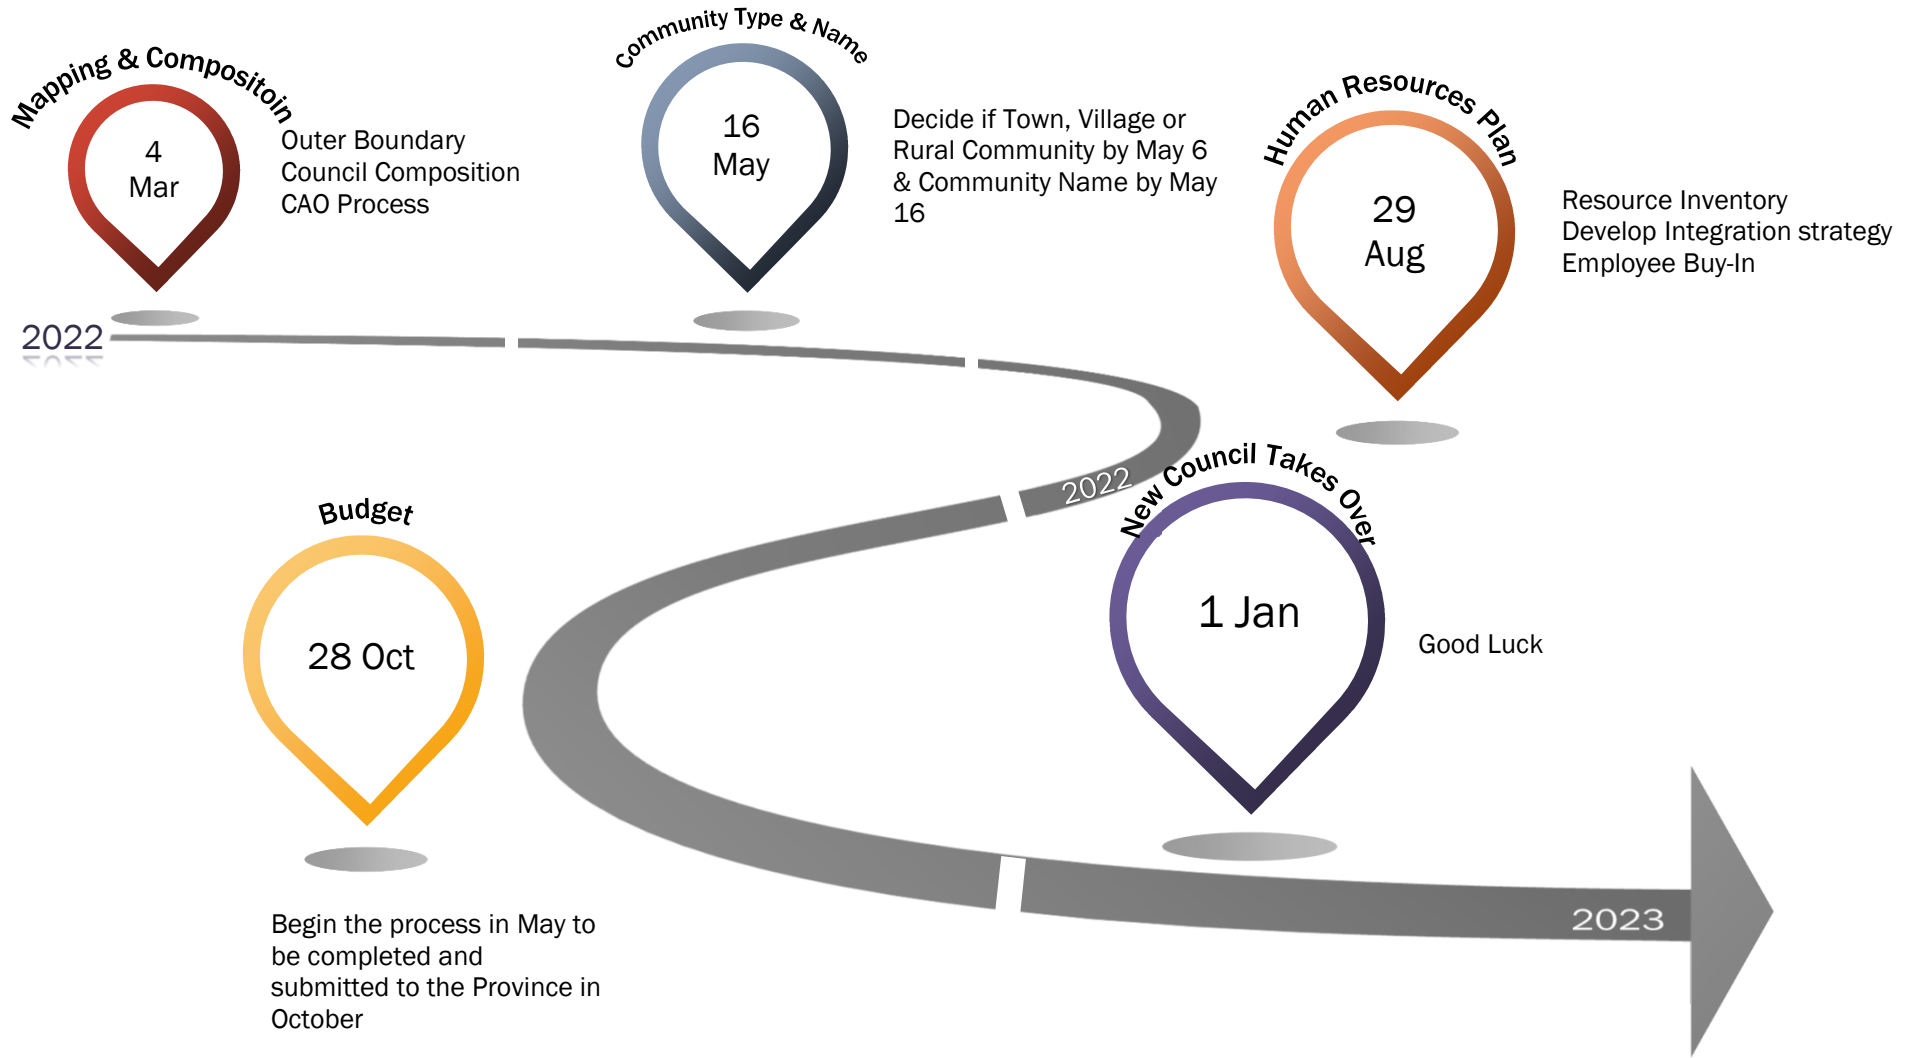 Mapping & Compositoin
4
Mar
Outer Boundary
Council Composition
CAO Process
Community Type & Name
16
May
Decide if Town, Village or
Rural Community by May 6
& Community Name by May
16
Human Resources Plan
29
Aug
Resource Inventory
Develop Integration strategy
Employee Buy-In
2022
2022
Budget
28 Oct
Begin the process in May to
be completed and
submitted to the Province in
October
New Council Takes Over
1 Jan
Good Luck
2023